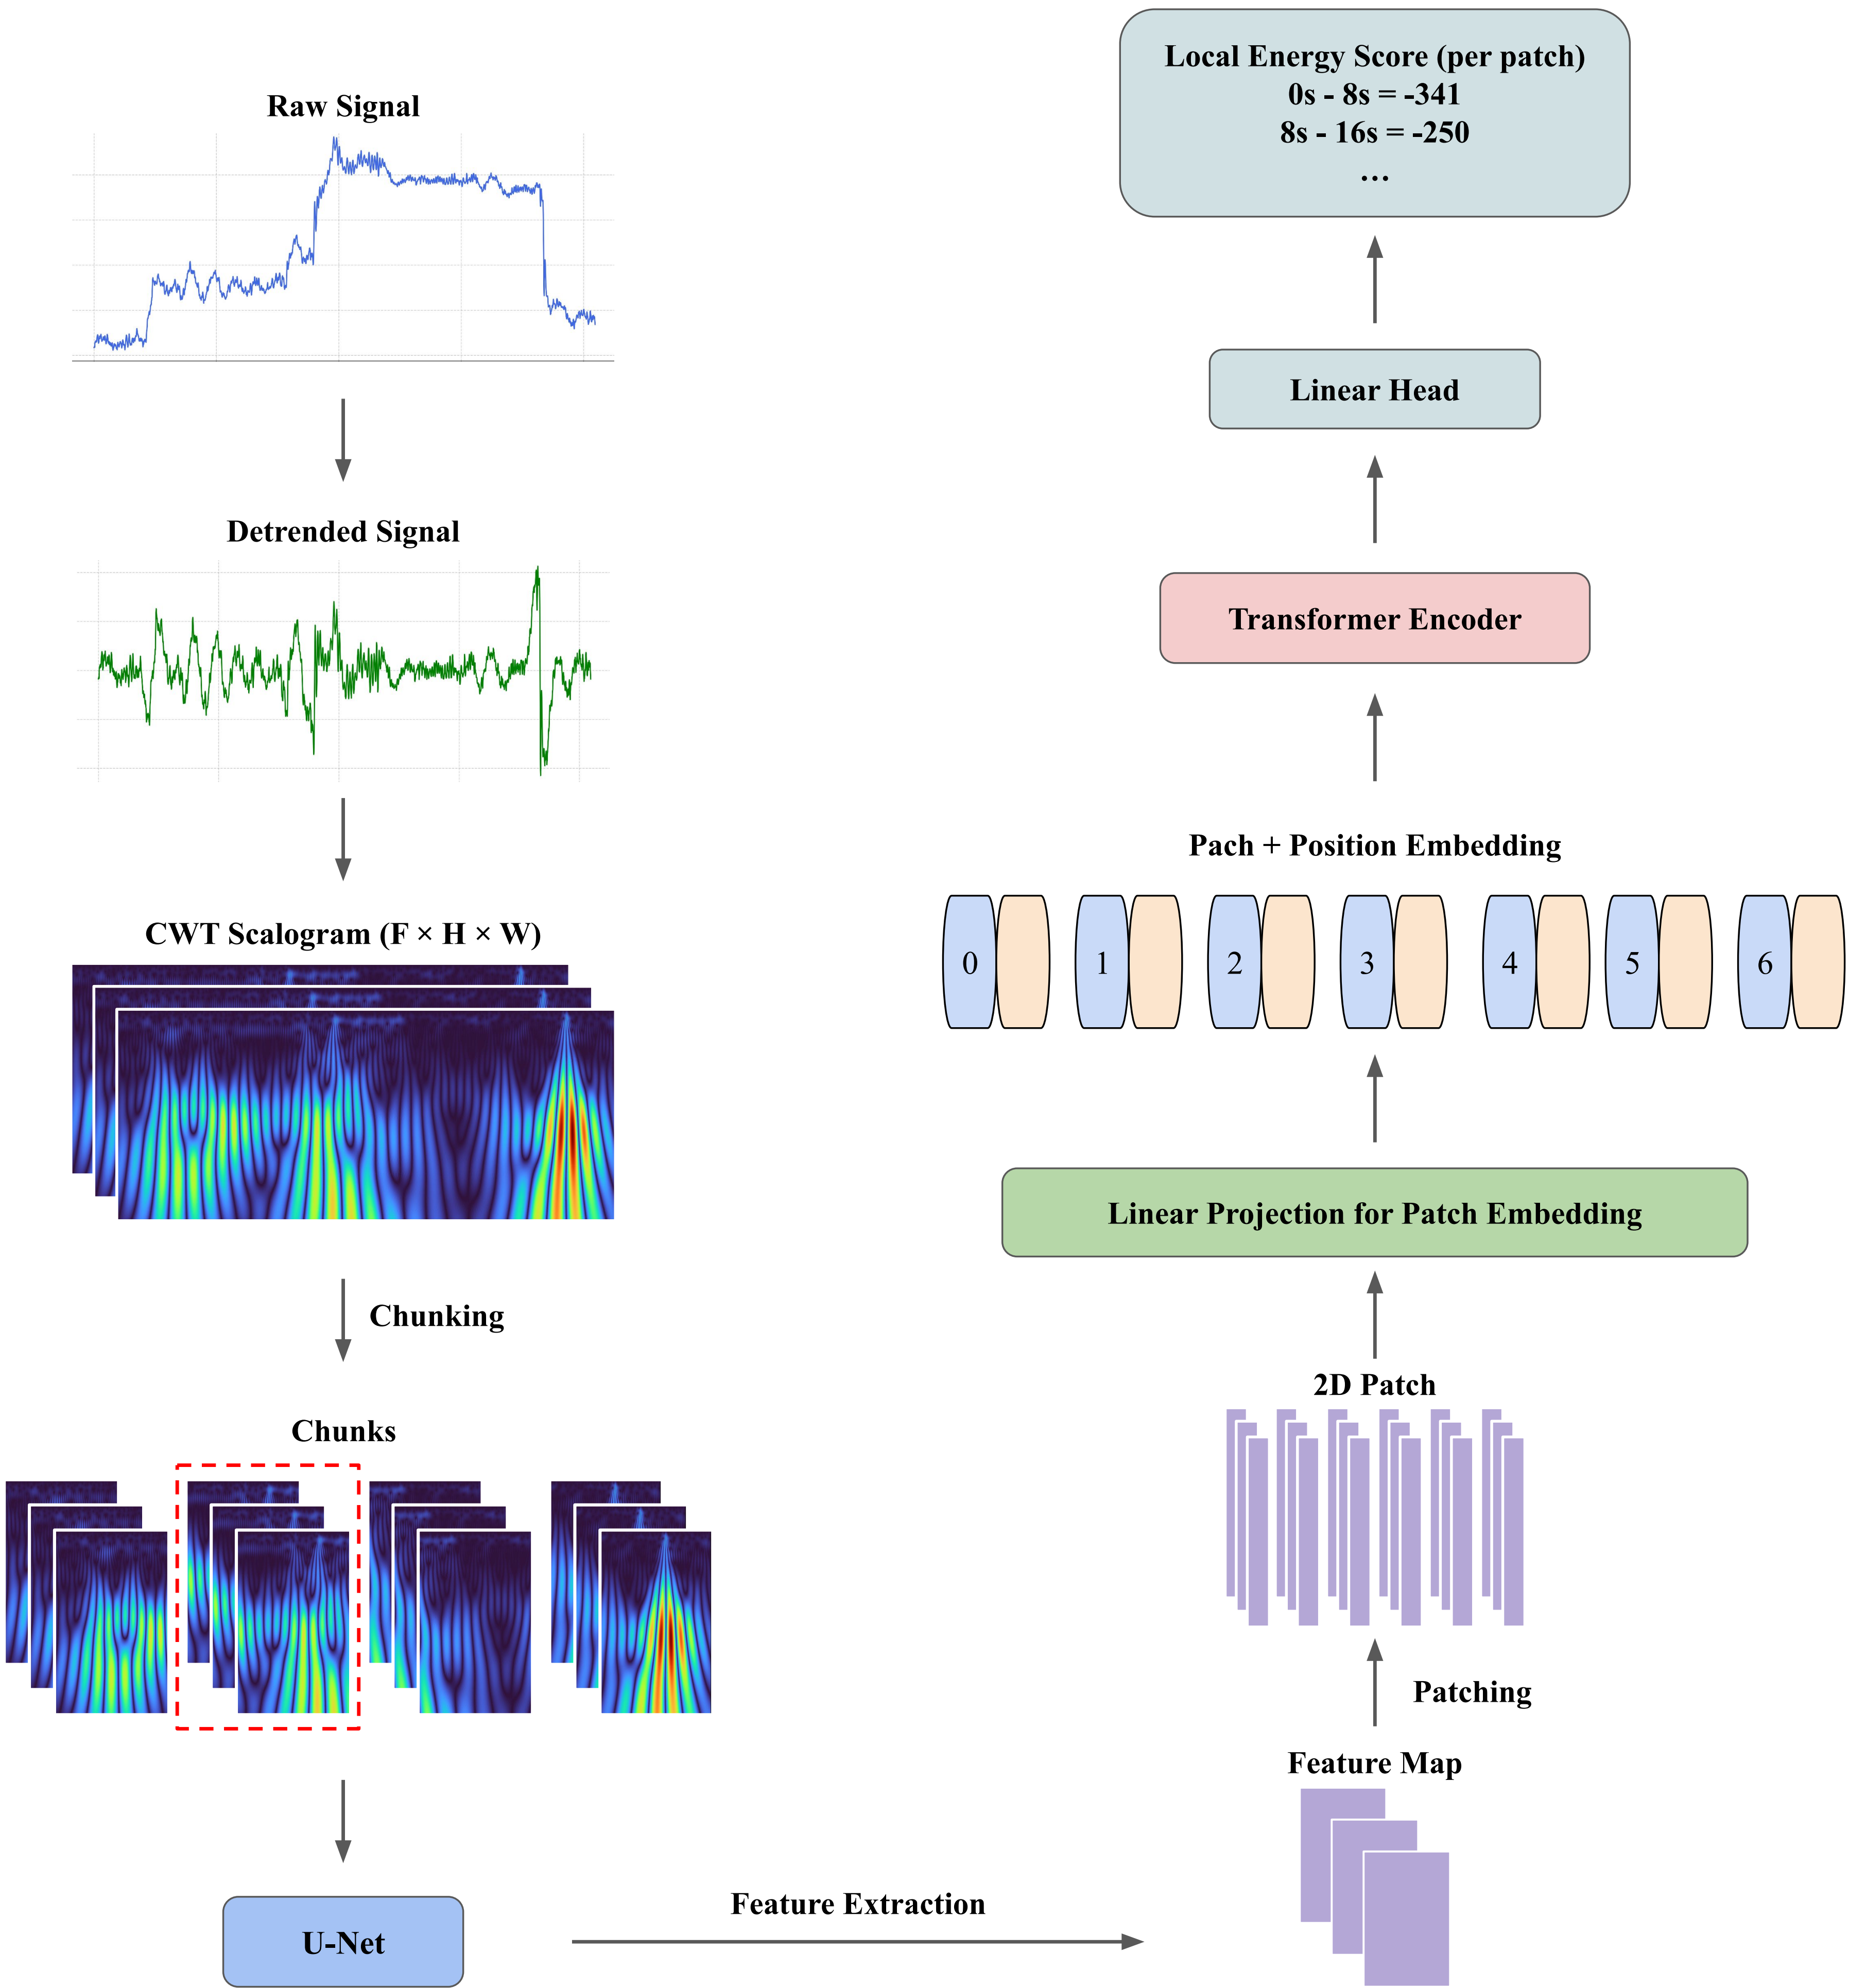 Raw Signal
Detrended Signal
CWT Scalogram (F × H × W)
Chunking
Chunks
U-Net
Feature Extraction
Feature Map
Patching
2D Patch
Linear Projection for Patch Embedding
0 1 2 3 4 5 6
Pach + Position Embedding
Transformer Encoder
Linear Head
Local Energy Score (per patch)
0s - 8s = -341
8s - 16s = -250
...